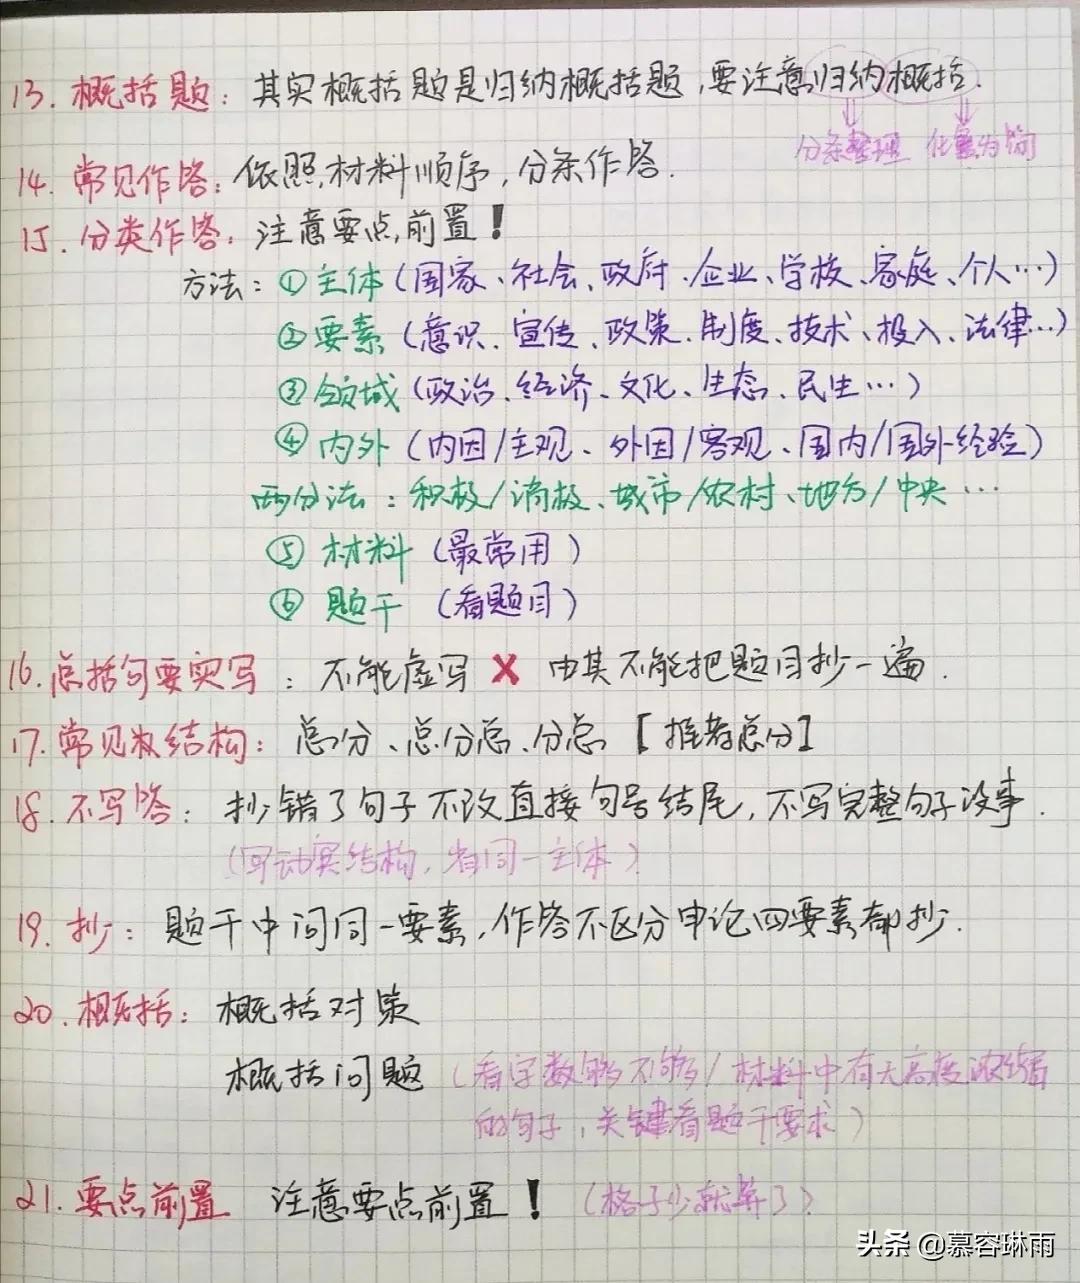 13. 概括题：其实概括题是归纳概括题，要注意归纳概括.
分条整理 化繁为简
14. 常见作答：依照材料顺序，分条作答.
15. 分类作答：注意要点前置！
方法：①主体（国家、社会、政府、企业、学校、家庭、个人…）
②要素（意识、宣传、政策、制度、技术、投入、法律…）
③领域（政治、经济、文化、生态、民生…）
④内外（内因/主观、外因/客观、国内/国外经验）
两分法：积极/消极、城市/农村、地方/中央…
⑤材料（最常用）
⑥题干（看题目）
16. 总括句要实写：不能虚写 ✗ 由其不能把题目抄一遍.
17. 常见结构：总分、总分总、分总 [推荐总分]
18. 不写答：抄错了句子不改直接句号结尾，不写完整句子没事.
（写动宾结构，省同一主体）
19. 抄：题干中问同一要素，作答不区分申论四要素都抄.
20. 概括：概括对策
概括问题（看字数够不够/材料中有无高度浓缩
的句子，关键看题干要求）
21. 要点前置 注意要点前置！（格子少就算了）
头条 @慕容琳雨